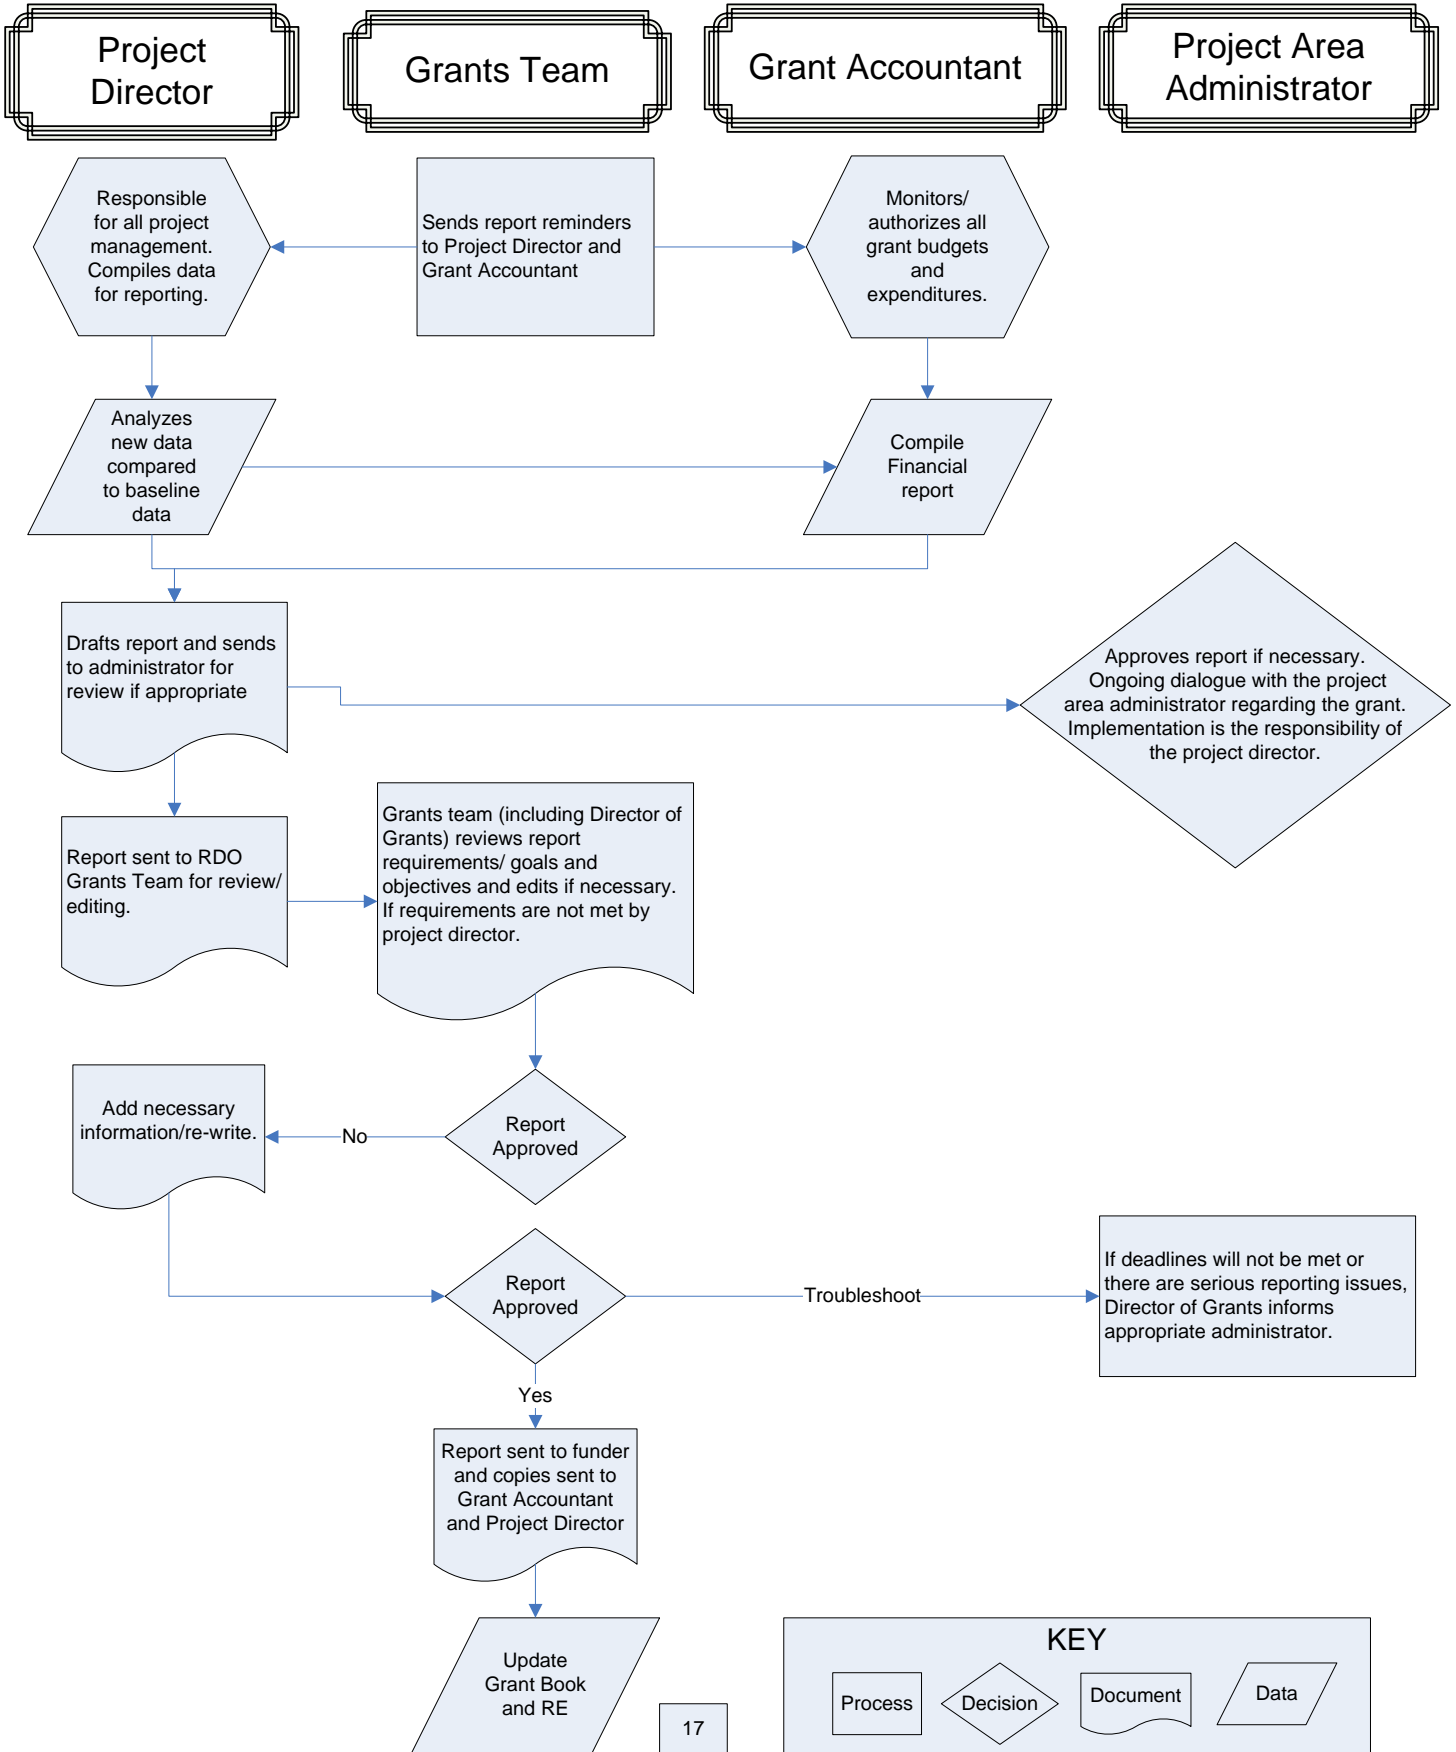 Project
Director
Grants Team
Grant Accountant
Project Area
Administrator
Responsible
for all project
management.
Compiles data
for reporting.
Sends report reminders
to Project Director and
Grant Accountant
Monitors/
authorizes all
grant budgets
and
expenditures.
Analyzes
new data
compared
to baseline
data
Compile
Financial
report
Drafts report and sends
to administrator for
review if appropriate
Approves report if necessary.
Ongoing dialogue with the project
area administrator regarding the grant.
Implementation is the responsibility of
the project director.
Report sent to RDO
Grants Team for review/
editing.
Grants team (including Director of
Grants) reviews report
requirements/ goals and
objectives and edits if necessary.
If requirements are not met by
project director.
Add necessary
information/re-write.
No
Report
Approved
Report
Approved
Troubleshoot
If deadlines will not be met or
there are serious reporting issues,
Director of Grants informs
appropriate administrator.
Yes
Report sent to funder
and copies sent to
Grant Accountant
and Project Director
Update
Grant Book
and RE
17
KEY
Process
Decision
Document
Data